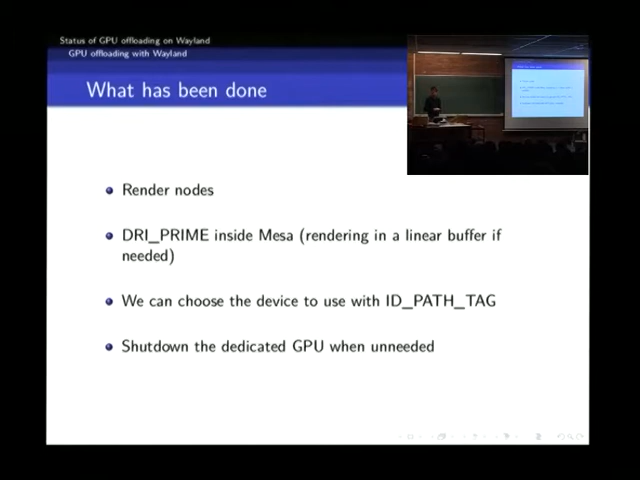 Status of GPU offloading on Wayland
GPU offloading with Wayland
What has been done
Render nodes
DRI_PRIME inside Mesa (rendering in a linear buffer if
needed)
We can choose the device to use with ID_PATH_TAG
Shutdown the dedicated GPU when unneeded